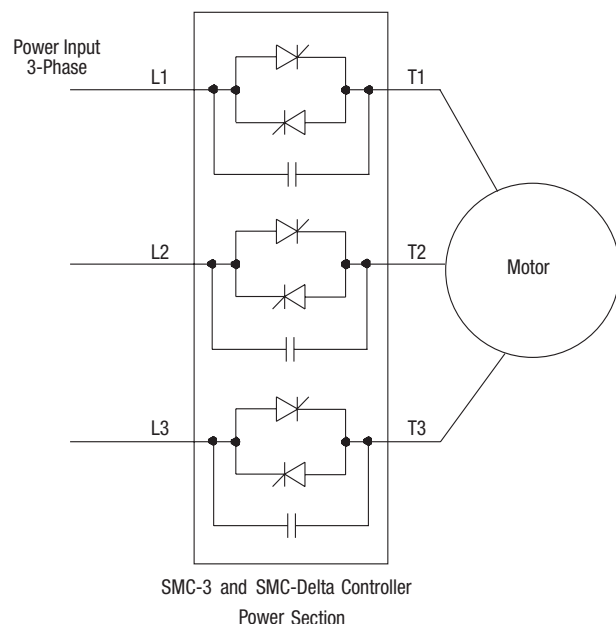 Power Input
3-Phase
L1
T1
L2
T2
Motor
L3
T3
SMC-3 and SMC-Delta Controller
Power Section